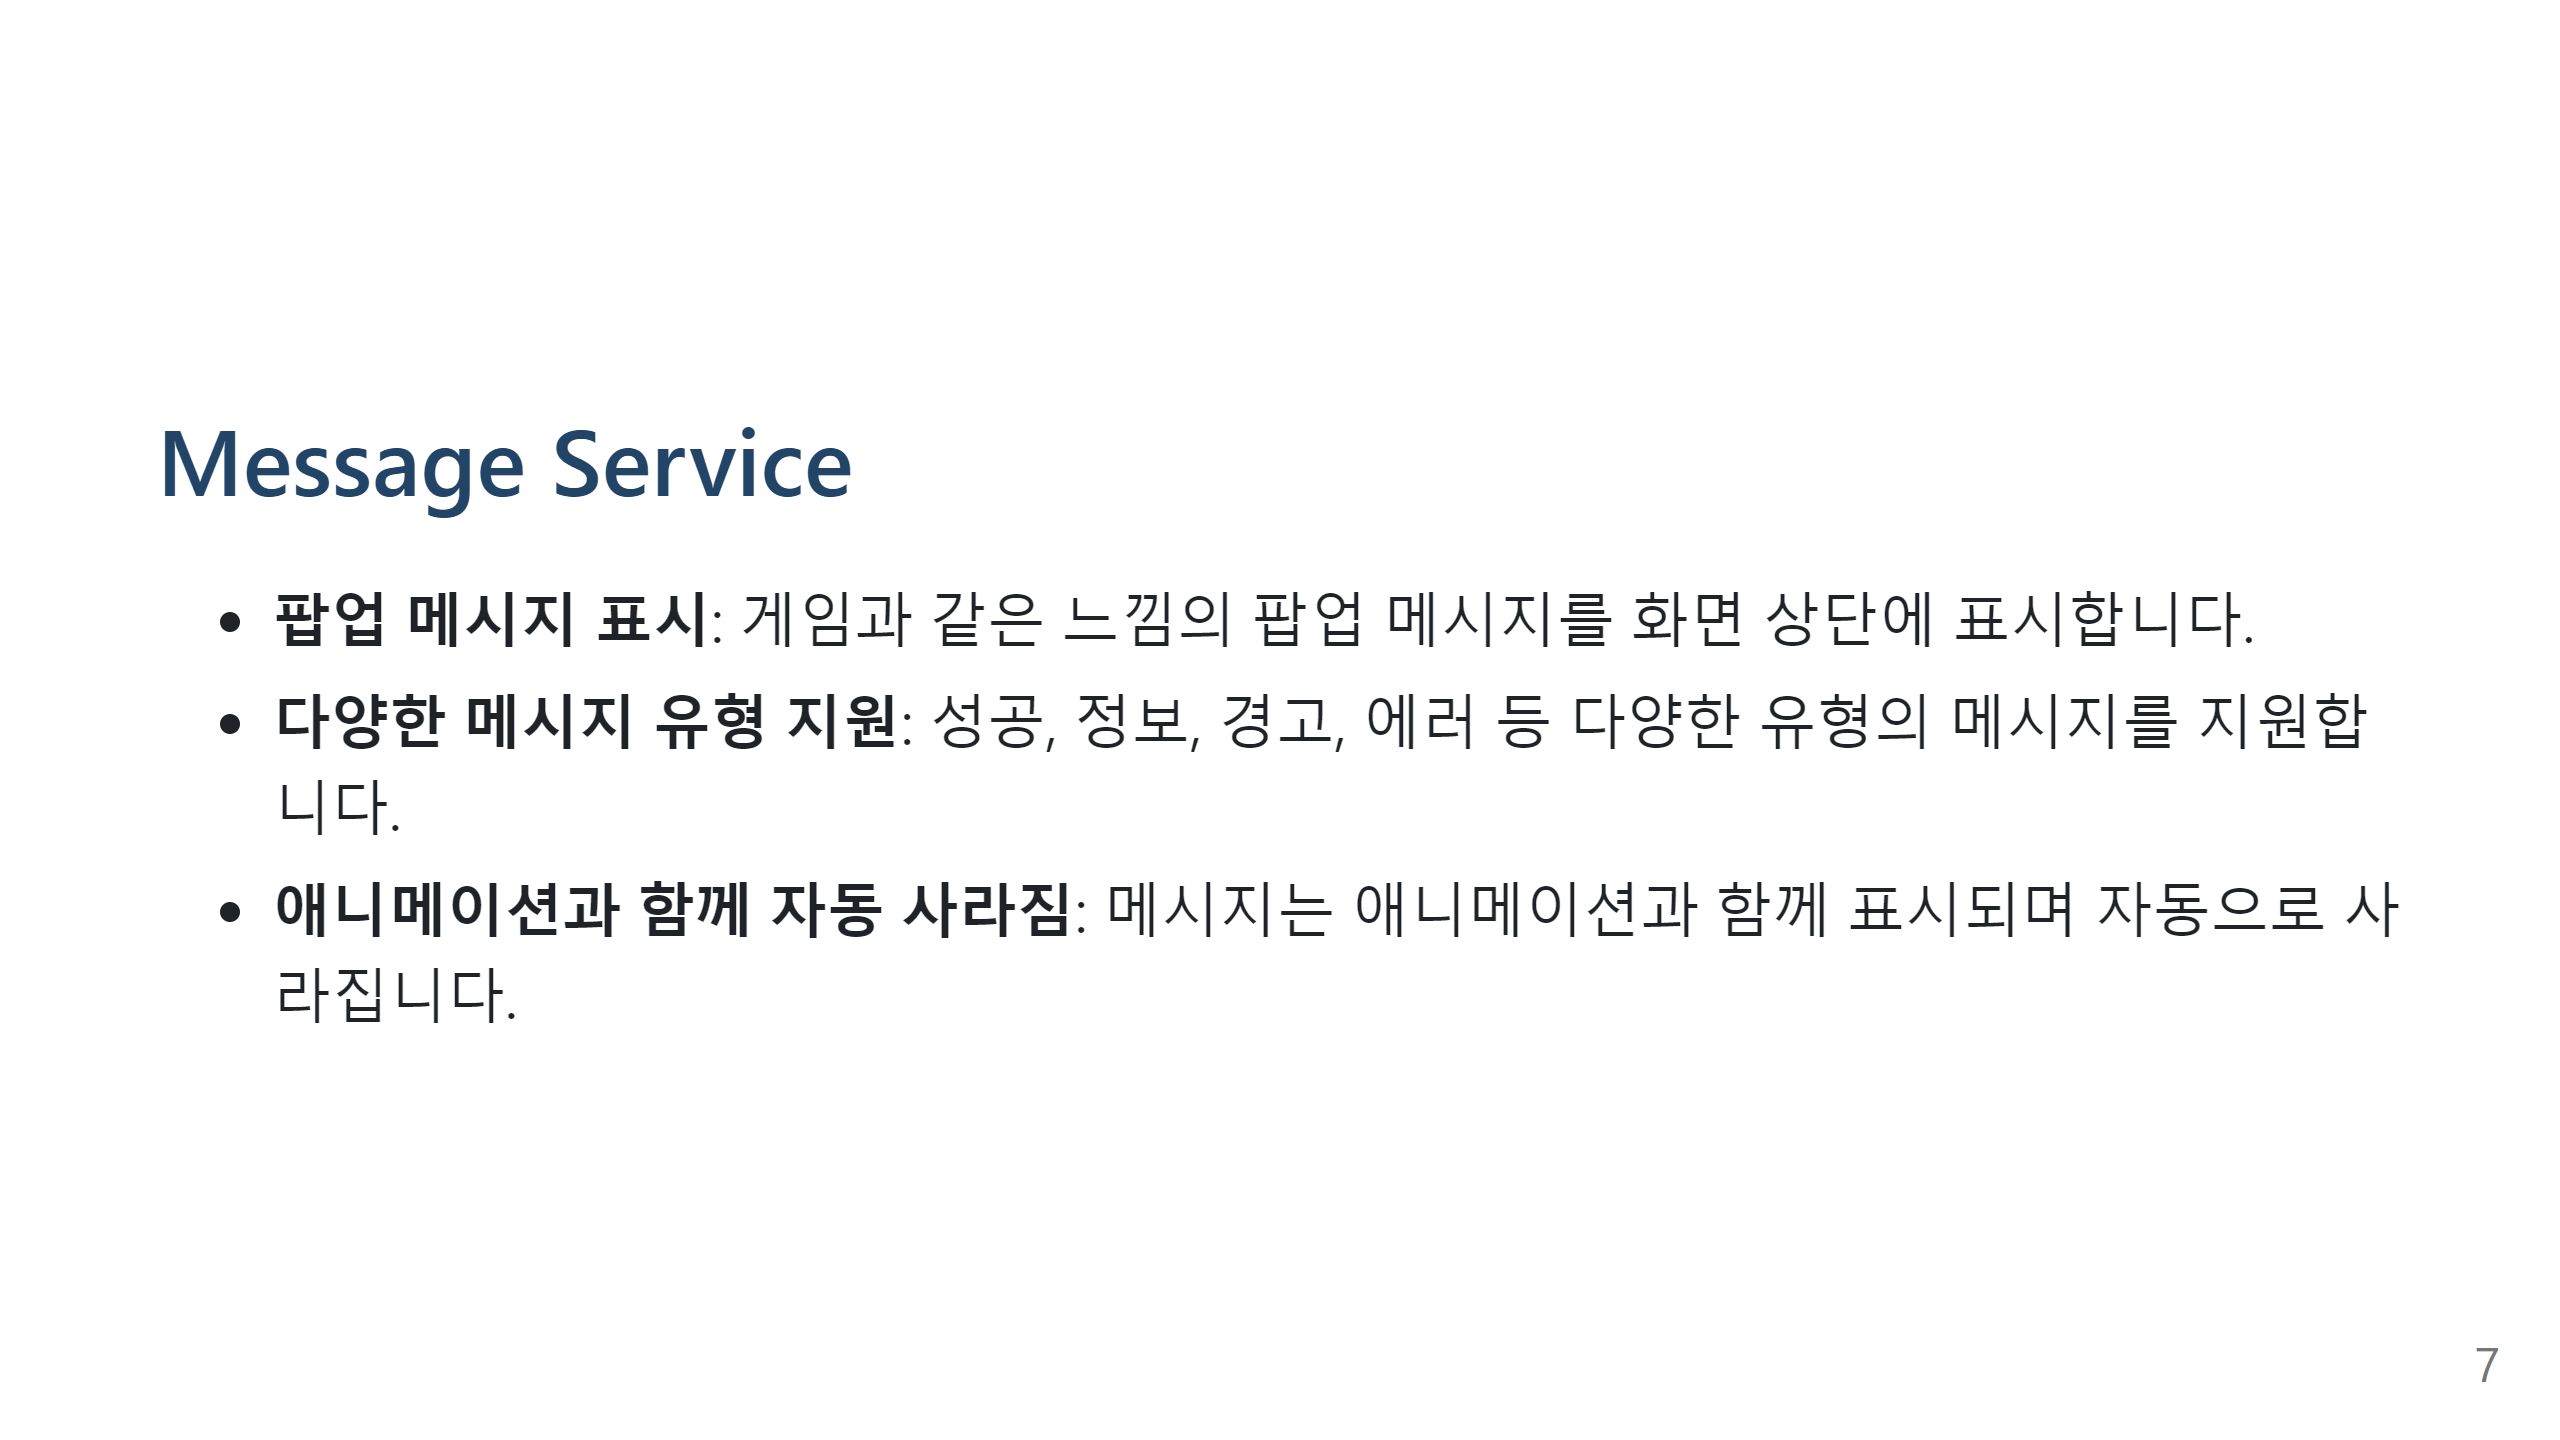 Message Service
• 팝업 메시지 표시: 게임과 같은 느낌의 팝업 메시지를 화면 상단에 표시합니다.
• 다양한 메시지 유형 지원: 성공, 정보, 경고, 에러 등 다양한 유형의 메시지를 지원합
니다.
• 애니메이션과 함께 자동 사라짐: 메시지는 애니메이션과 함께 표시되며 자동으로 사
라집니다.
7